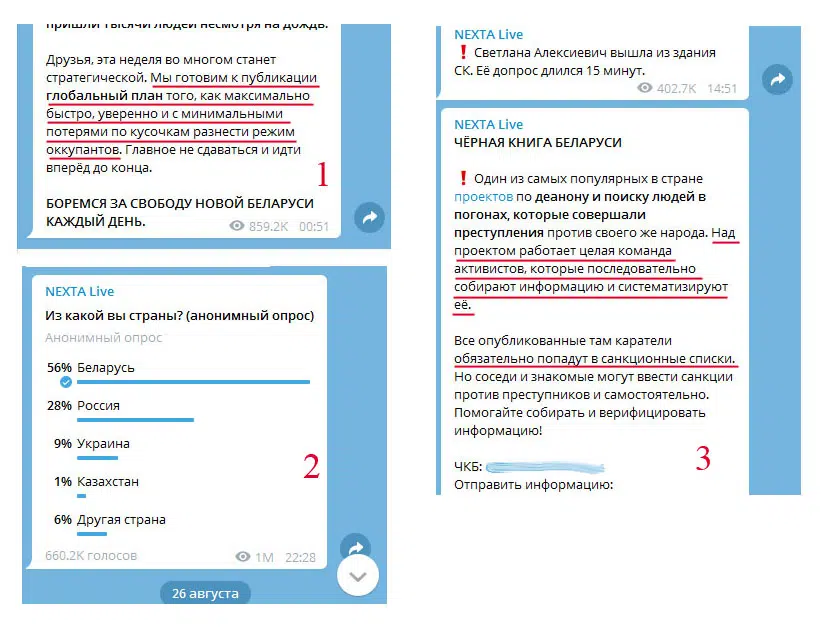 пришли тысячи людей несмотря на дождь.
Друзья, эта неделя во многом станет
стратегической. Мы готовим к публикации
глобальный план того, как максимально
быстро, уверенно и с минимальными
потерями по кусочкам разнести режим
оккупантов. Главное не сдаваться и идти
вперёд до конца.
1
БОРЕМСЯ ЗА СВОБОДУ НОВОЙ БЕЛАРУСИ
КАЖДЫЙ ДЕНЬ.
859.2K 00:51
NEXTA Live
Из какой вы страны? (анонимный опрос)
Анонимный опрос
56% Беларусь
28% Россия
9% Украина
2
1% Казахстан
6% Другая страна
660.2K голосов 1M 22:28
26 августа
NEXTA Live
❗ Светлана Алексиевич вышла из здания
СК. Её допрос длился 15 минут.
402.7K 14:51
NEXTA Live
ЧЁРНАЯ КНИГА БЕЛАРУСИ
❗ Один из самых популярных в стране
проектов по деанону и поиску людей в
погонах, которые совершали
преступления против своего же народа. Над
проектом работает целая команда
активистов, которые последовательно
собирают информацию и систематизируют
её.
Все опубликованные там каратели
обязательно попадут в санкционные списки.
Но соседи и знакомые могут ввести санкции
против преступников и самостоятельно.
Помогайте собирать и верифицировать
информацию!
3
ЧКБ:
Отправить информацию: